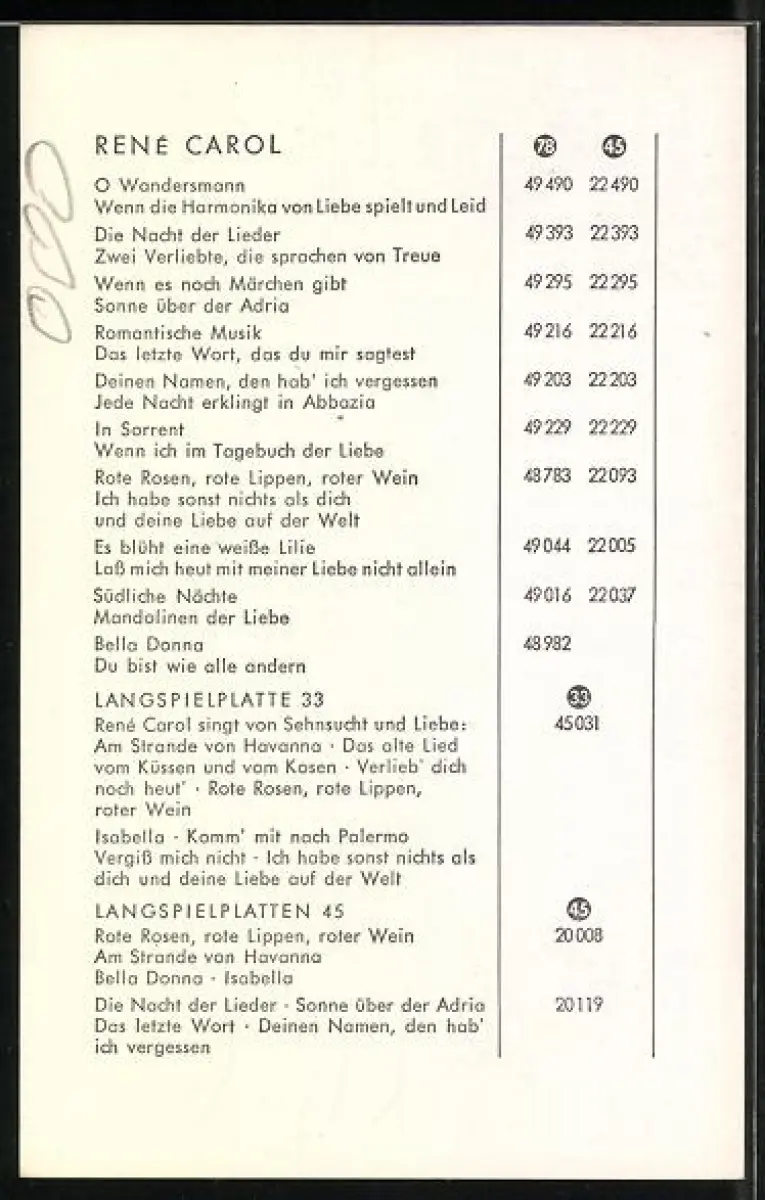 RENÉ CAROL 78 45
O Wandersmann 49 490 22 490
Wenn die Harmonika von Liebe spielt und Leid
Die Nacht der Lieder 49 393 22 393
Zwei Verliebte, die sprachen von Treue
Wenn es noch Märchen gibt 49 295 22 295
Sonne über der Adria
Romantische Musik 49 216 22 216
Das letzte Wort, das du mir sagtest
Deinen Namen, den hab' ich vergessen 49 203 22 203
Jede Nacht erklingt in Abbazia
In Sorrent 49 229 22 229
Wenn ich im Tagebuch der Liebe
Rote Rosen, rote Lippen, roter Wein 48 783 22 093
Ich habe sonst nichts als dich
und deine Liebe auf der Welt
Es blüht eine weiße Lilie 49 044 22 005
Laß mich heut mit meiner Liebe nicht allein
Südliche Nächte 49 016 22 037
Mandolinen der Liebe
Bella Donna 48 982
Du bist wie alle andern
LANGSPIELPLATTE 33 33
René Carol singt von Sehnsucht und Liebe: 45 031
Am Strande von Havanna · Das alte Lied
vom Küssen und vom Kosen · Verlieb' dich
noch heut' · Rote Rosen, rote Lippen,
roter Wein
Isabella · Komm' mit nach Palermo
Vergiß mich nicht · Ich habe sonst nichts als
dich und deine Liebe auf der Welt
LANGSPIELPLATTEN 45 45
Rote Rosen, rote Lippen, roter Wein 20 008
Am Strande von Havanna
Bella Donna · Isabella
Die Nacht der Lieder · Sonne über der Adria 20 119
Das letzte Wort · Deinen Namen, den hab'
ich vergessen